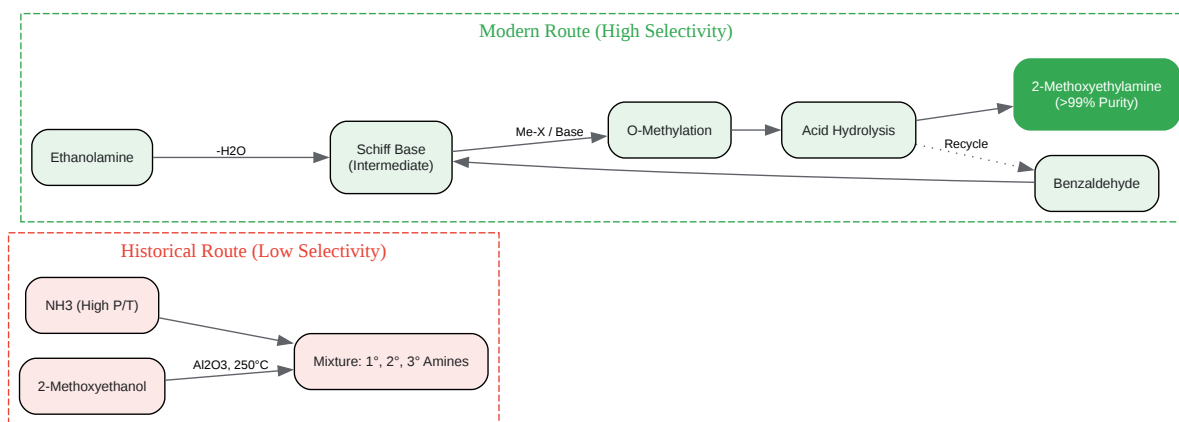 Modern Route (High Selectivity)
Ethanolamine
-H2O
Schiff Base
(Intermediate)
Me-X / Base
O-Methylation
Acid Hydrolysis
2-Methoxyethylamine
(>99% Purity)
Recycle
Benzaldehyde
Historical Route (Low Selectivity)
NH3 (High P/T)
2-Methoxyethanol
Al2O3, 250°C
Mixture: 1°, 2°, 3° Amines